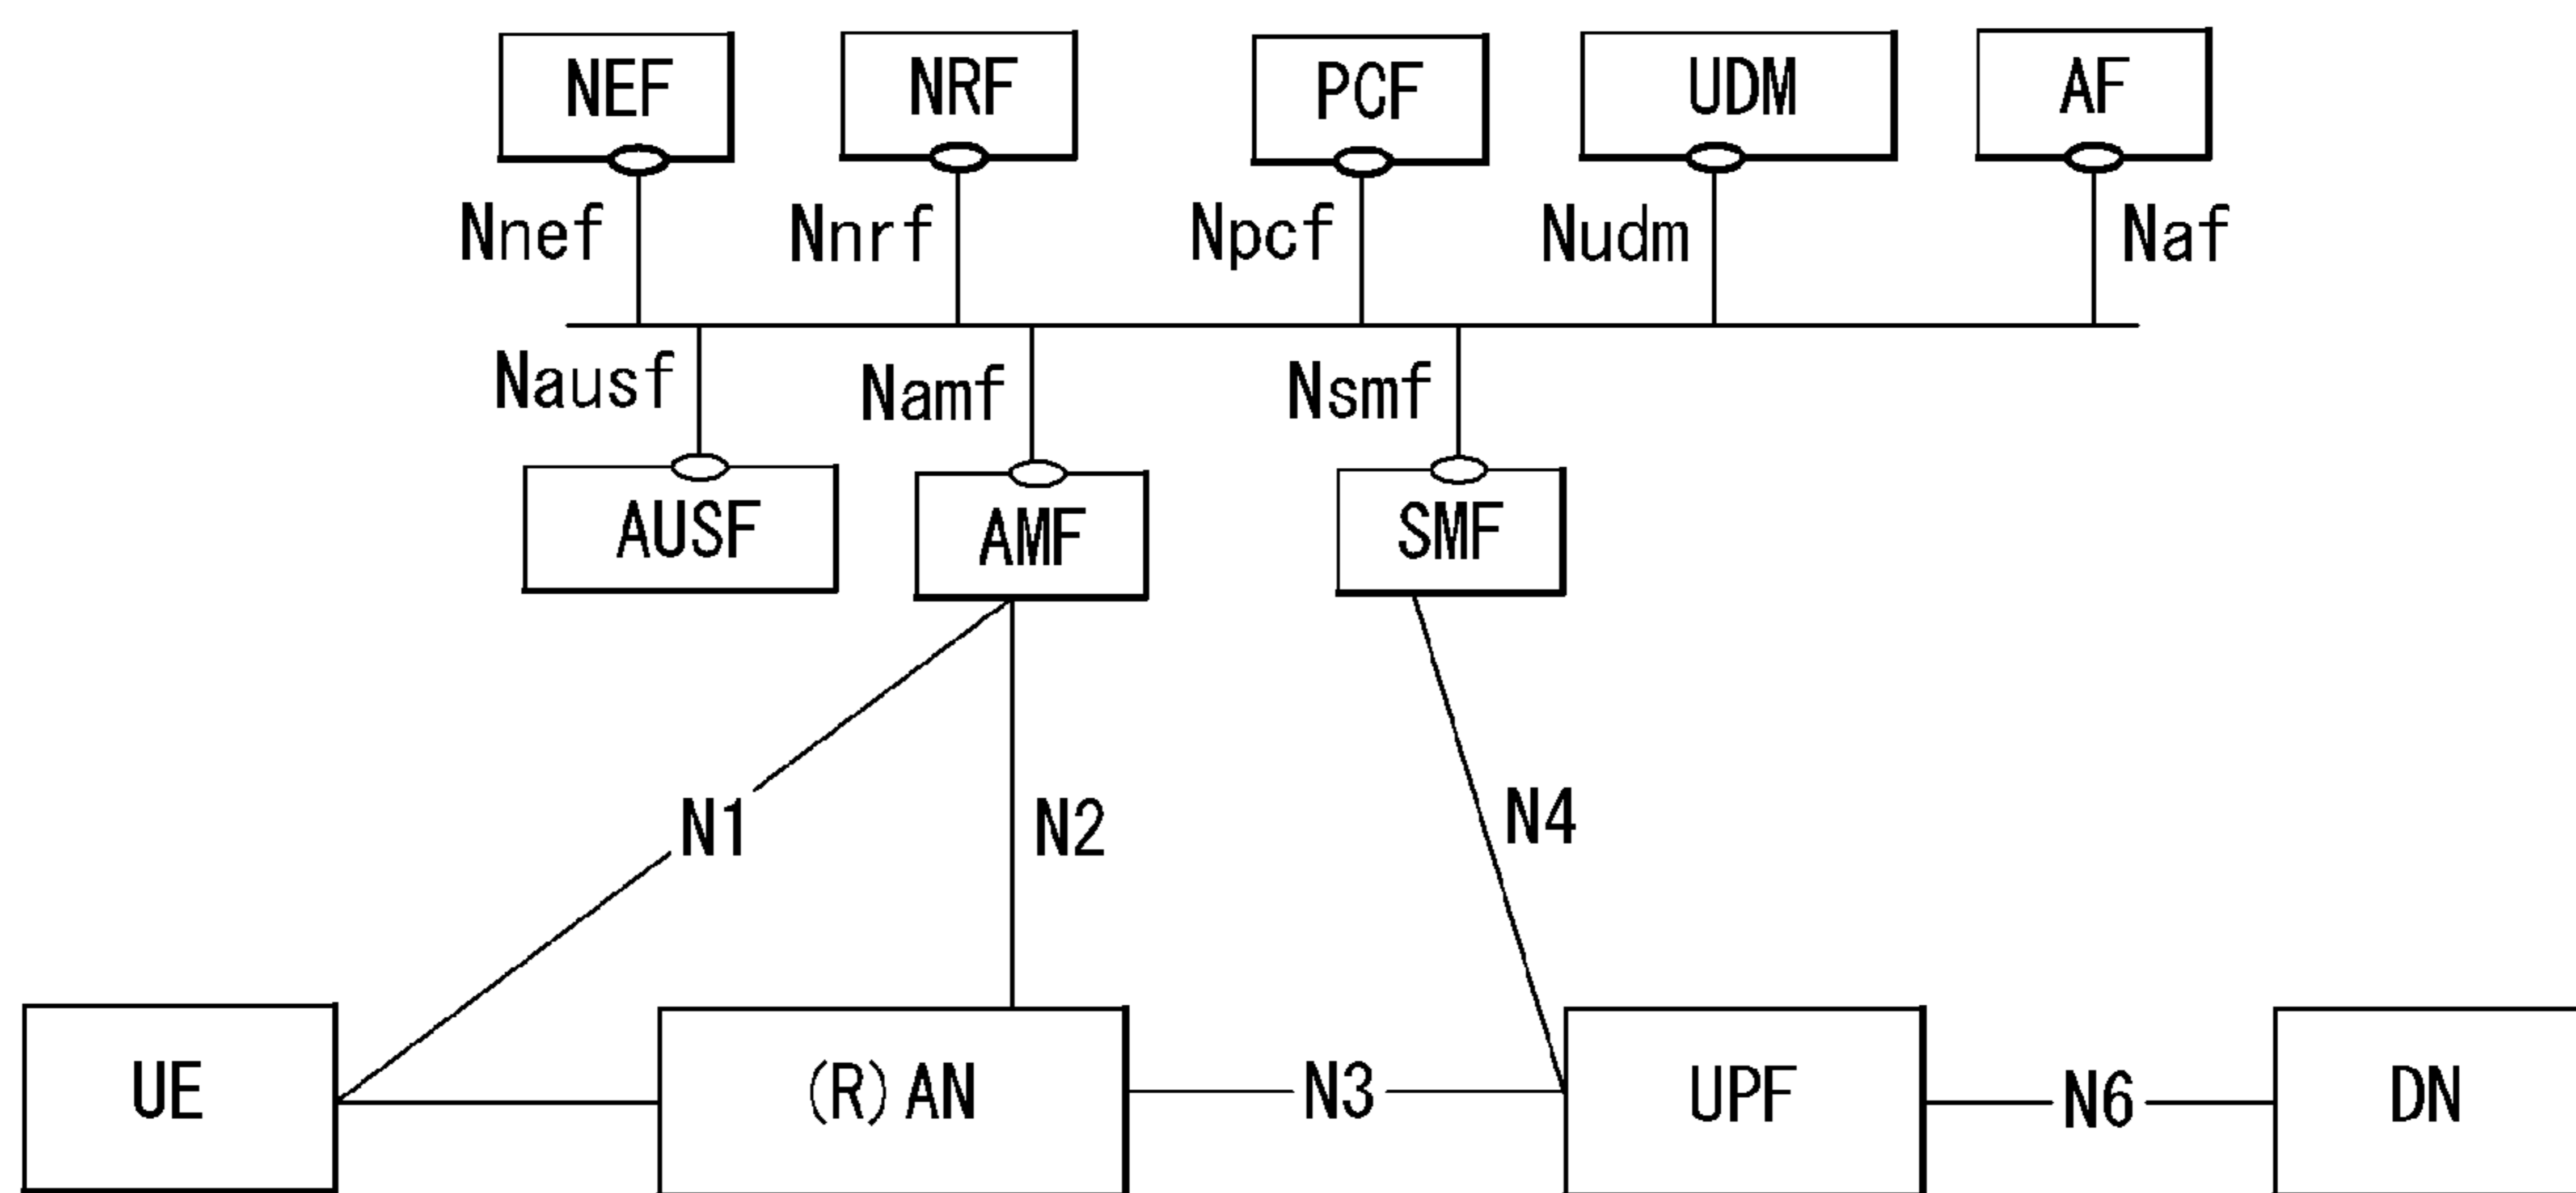 NEF NRF PCF UDM AF
Nnef Nnrf Npcf Nudm Naf
Nausf Namf Nsmf
AUSF AMF SMF
N1 N2 N4
UE (R) AN N3 UPF N6 DN